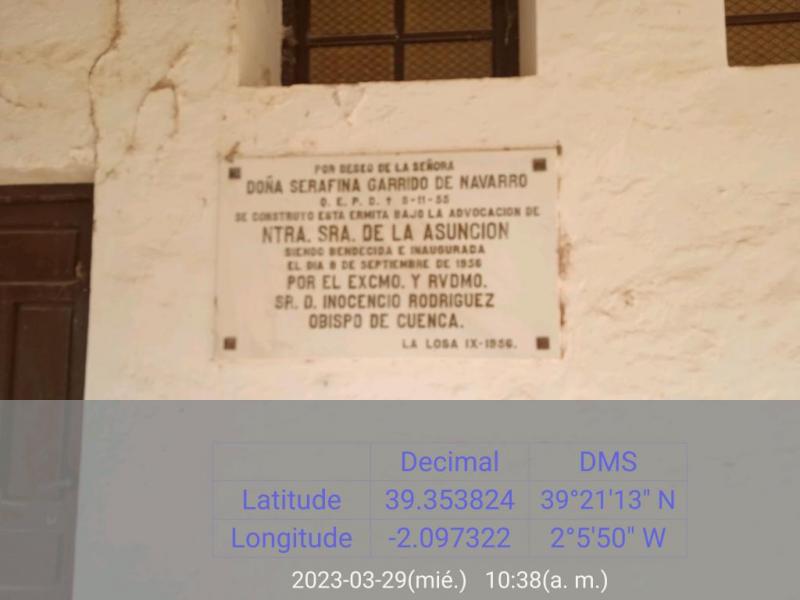 POR DESEO DE LA SEÑORA
DOÑA SERAFINA GARRIDO DE NAVARRO
Q. E. P. D. † 8-11-55
SE CONSTRUYO ESTA ERMITA BAJO LA ADVOCACION DE
NTRA. SRA. DE LA ASUNCION
SIENDO BENDECIDA E INAUGURADA
EL DIA 8 DE SEPTIEMBRE DE 1956
POR EL EXCMO. Y RVDMO.
SR. D. INOCENCIO RODRIGUEZ
OBISPO DE CUENCA.
LA LOSA IX-1956.
Decimal DMS
Latitude 39.353824 39°21'13" N
Longitude -2.097322 2°5'50" W
2023-03-29(mié.) 10:38(a. m.)